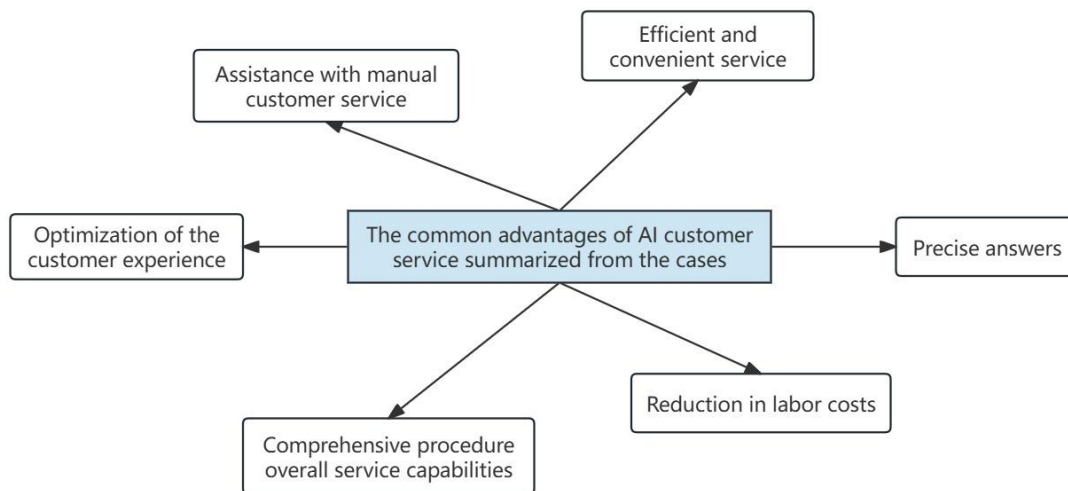 Efficient and
convenient service
Assistance with manual
customer service
Optimization of the
customer experience
The common advantages of AI customer
service summarized from the cases
Precise answers
Reduction in labor costs
Comprehensive procedure
overall service capabilities